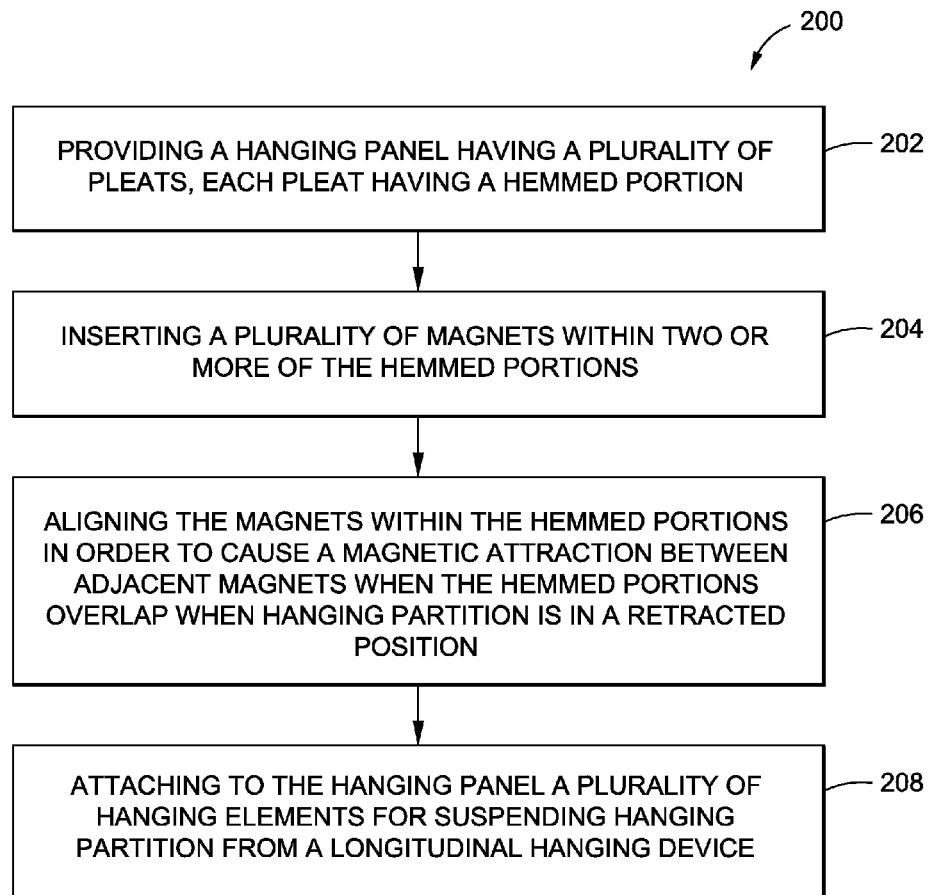 200
PROVIDING A HANGING PANEL HAVING A PLURALITY OF
PLEATS, EACH PLEAT HAVING A HEMMED PORTION
202
INSERTING A PLURALITY OF MAGNETS WITHIN TWO OR
MORE OF THE HEMMED PORTIONS
204
ALIGNING THE MAGNETS WITHIN THE HEMMED PORTIONS
IN ORDER TO CAUSE A MAGNETIC ATTRACTION BETWEEN
ADJACENT MAGNETS WHEN THE HEMMED PORTIONS
OVERLAP WHEN HANGING PARTITION IS IN A RETRACTED
POSITION
206
ATTACHING TO THE HANGING PANEL A PLURALITY OF
HANGING ELEMENTS FOR SUSPENDING HANGING
PARTITION FROM A LONGITUDINAL HANGING DEVICE
208